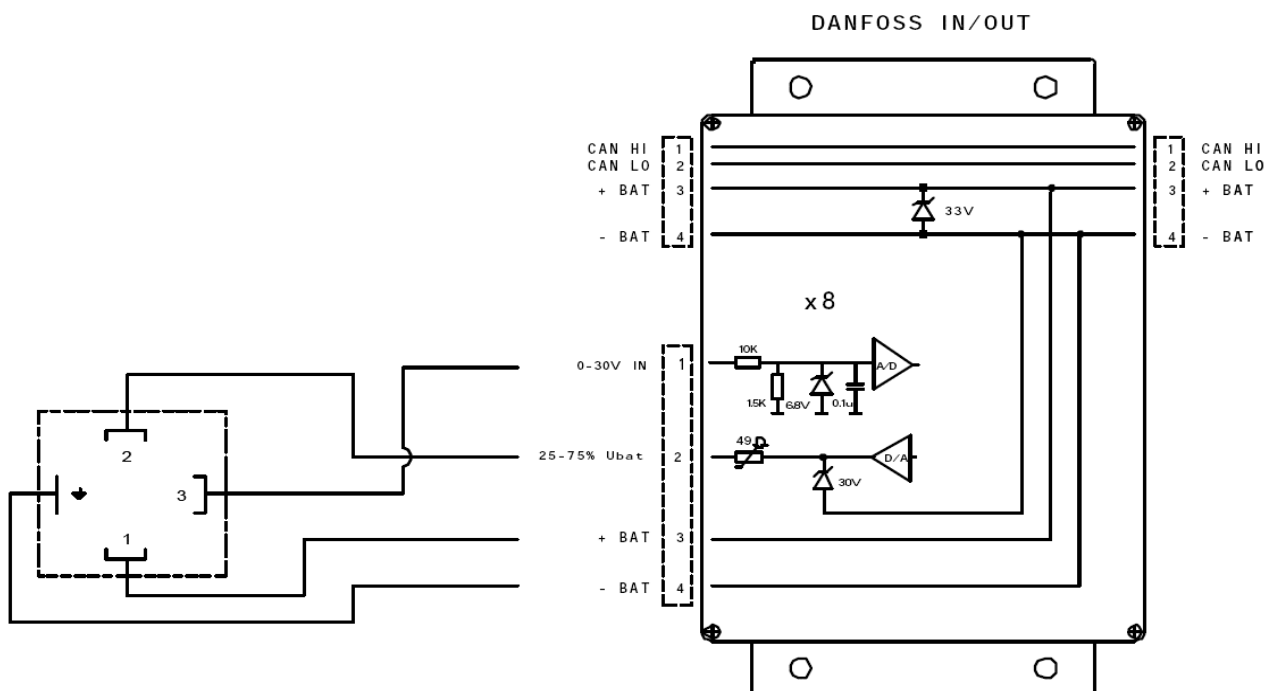 DANFOSS IN/OUT
CAN HI 1
CAN LO 2
+ BAT 3
- BAT 4
1 CAN HI
2 CAN LO
3 + BAT
4 - BAT
33V
x8
0-30V IN 1
10K
A/D
1.5K
6.8V
0.1u
25-75% Ubat 2
49Ω
D/A
30V
+ BAT 3
- BAT 4
2
3
1